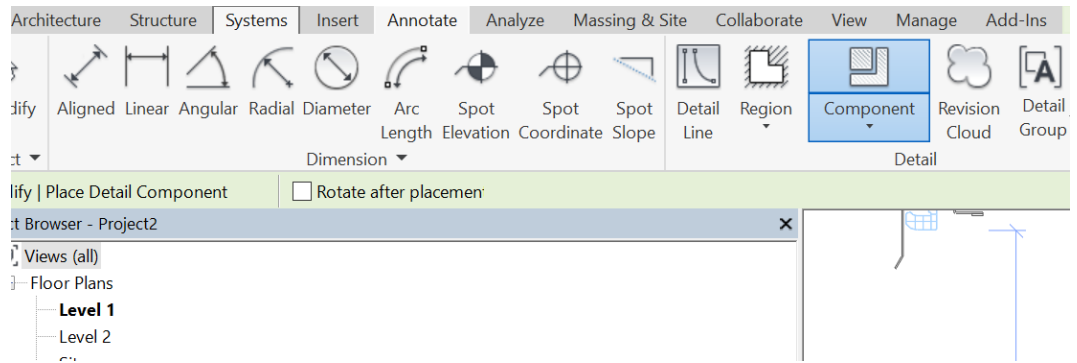 Architecture Structure Systems Insert Annotate Analyze Massing & Site Collaborate View Manage Add-Ins
dify Aligned Linear Angular Radial Diameter Arc Length Spot Elevation Spot Coordinate Spot Slope Detail Line Region Component Revision Cloud Detail Group
ct Dimension Detail
lify | Place Detail Component Rotate after placemen
ct Browser - Project2
Views (all)
Floor Plans
Level 1
Level 2